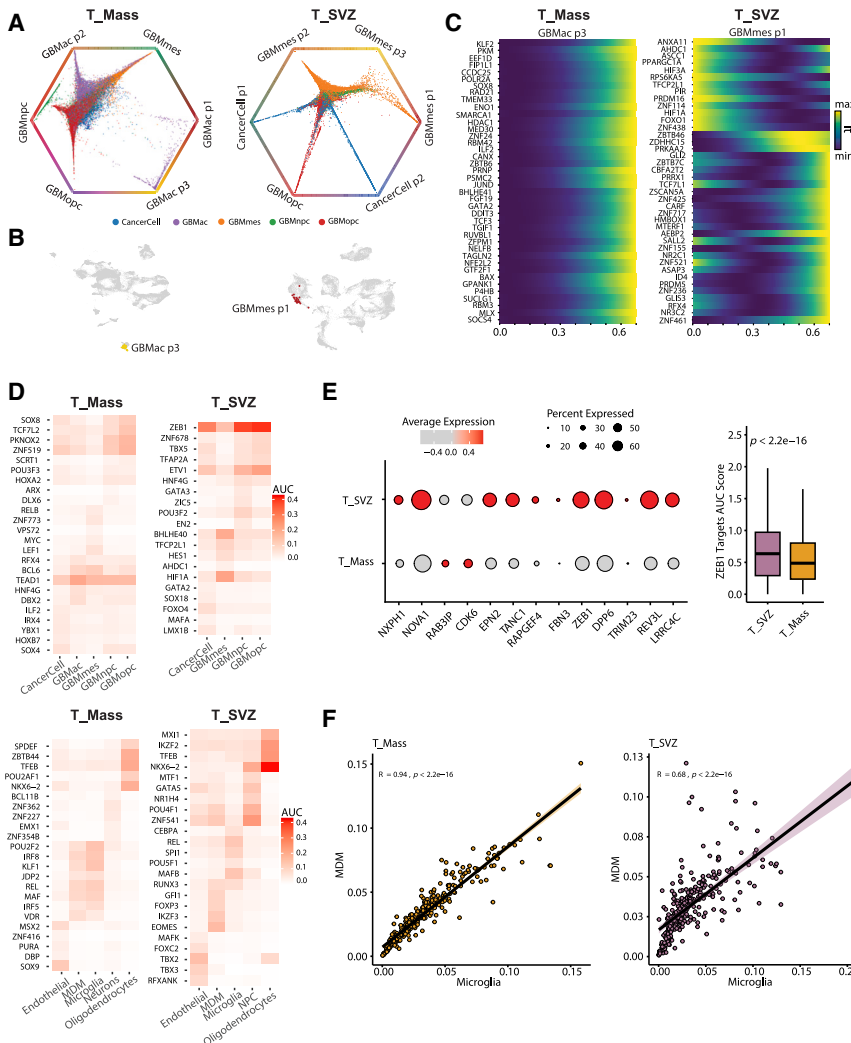 A
T_Mass
T_SVZ
GBMac p2
GBMmes
GBMnpc
GBMac p1
GBMopc
GBMac p3
GBMmes p2
GBMmes p3
CancerCell p1
GBMmes p1
GBMopc
CancerCell p2
CancerCell
GBMac
GBMmes
GBMnpc
GBMopc
B
GBMac p3
GBMmes p1
C
T_Mass
T_SVZ
GBMac p3
GBMmes p1
KLF2
PKM
EEF1D
FIP1L1
CCDC25
POLR2A
SOX8
RAD21
TMEM33
ENO1
SMARCA1
HDAC1
MED30
ZNF24
RBM42
ILF2
CANX
ZBTB6
PRNP
PSMC2
JUND
BHLHE41
FGF19
GATA2
DDIT3
TCF3
TGIF1
RUVBL1
ZFPM1
NELFB
TAGLN2
NFE2L2
GTF2F1
BAX
GPANK1
P4HB
SUCLG1
RBM3
MLX
SOCS4
0.0 0.3 0.6
ANXA11
AHDC1
ASCC1
PPARGC1A
HIF3A
RPS6KA5
TFCP2L1
PIR
PRDM16
ZNF114
HIF1A
FOXO1
ZNF438
ZBTB46
ZDHHC15
PRKAA2
GLI2
ZBTB7C
CBFA2T2
PRRX1
TCF7L1
ZSCAN5A
ZNF425
CARF
ZNF717
HMBOX1
MTERF1
AEBP2
SALL2
ZNF155
NR2C1
ZNF521
ASAP3
ID4
PRDM5
ZNF236
GLIS3
RFX4
NR3C2
ZNF461
0.0 0.3 0.6
max
min
D
T_Mass
T_SVZ
SOX8
TCF7L2
PKNOX2
ZNF519
SCRT1
POU3F3
HOXA2
ARX
DLX6
RELB
ZNF773
VPS72
MYC
LEF1
RFX4
BCL6
TEAD1
HNF4G
DBX2
ILF2
IRX4
YBX1
HOXB7
SOX4
CancerCell
GBMac
GBMmes
GBMnpc
GBMopc
ZEB1
ZNF678
TBX5
TFAP2A
ETV1
HNF4G
GATA3
ZIC5
POU3F2
EN2
BHLHE40
TFCP2L1
HES1
AHDC1
HIF1A
GATA2
SOX18
FOXO4
MAFA
LMX1B
CancerCell
GBMmes
GBMnpc
GBMopc
AUC
0.4
0.3
0.2
0.1
0.0
T_Mass
T_SVZ
SPDEF
ZBTB44
TFEB
POU2AF1
NKX6−2
BCL11B
ZNF362
ZNF227
EMX1
ZNF354B
POU2F2
IRF8
KLF1
JDP2
REL
MAF
IRF5
VDR
MSX2
ZNF416
PURA
DBP
SOX9
Endothelial
MDM
Microglia
Neurons
Oligodendrocytes
MXI1
IKZF2
TFEB
NKX6−2
MTF1
GATA5
NR1H4
POU4F1
ZNF541
CEBPA
REL
SPI1
POU5F1
MAFB
RUNX3
GFI1
FOXP3
IKZF3
EOMES
MAFK
FOXC2
TBX2
TBX3
RFXANK
Endothelial
MDM
Microglia
NPC
Oligodendrocytes
AUC
0.4
0.3
0.2
0.1
0.0
E
Average Expression
−0.4 0.0 0.4
Percent Expressed
10 30 50
20 40 60
T_SVZ
T_Mass
NXPH1
NOVA1
RAB3IP
CDK6
EPN2
TANC1
RAPGEF4
FBN3
ZEB1
DPP6
TRIM23
REV3L
LRRC4C
p < 2.2e−16
ZEB1 Targets AUC Score
2.5
2.0
1.5
1.0
0.5
0.0
T_SVZ
T_Mass
F
T_Mass
R = 0.94 , p < 2.2e−16
MDM
0.15
0.10
0.05
0.00
0.00 0.05 0.10 0.15
Microglia
T_SVZ
R = 0.68 , p < 2.2e−16
MDM
0.13
0.10
0.08
0.05
0.03
0.00
0.00 0.05 0.10 0.15
Microglia